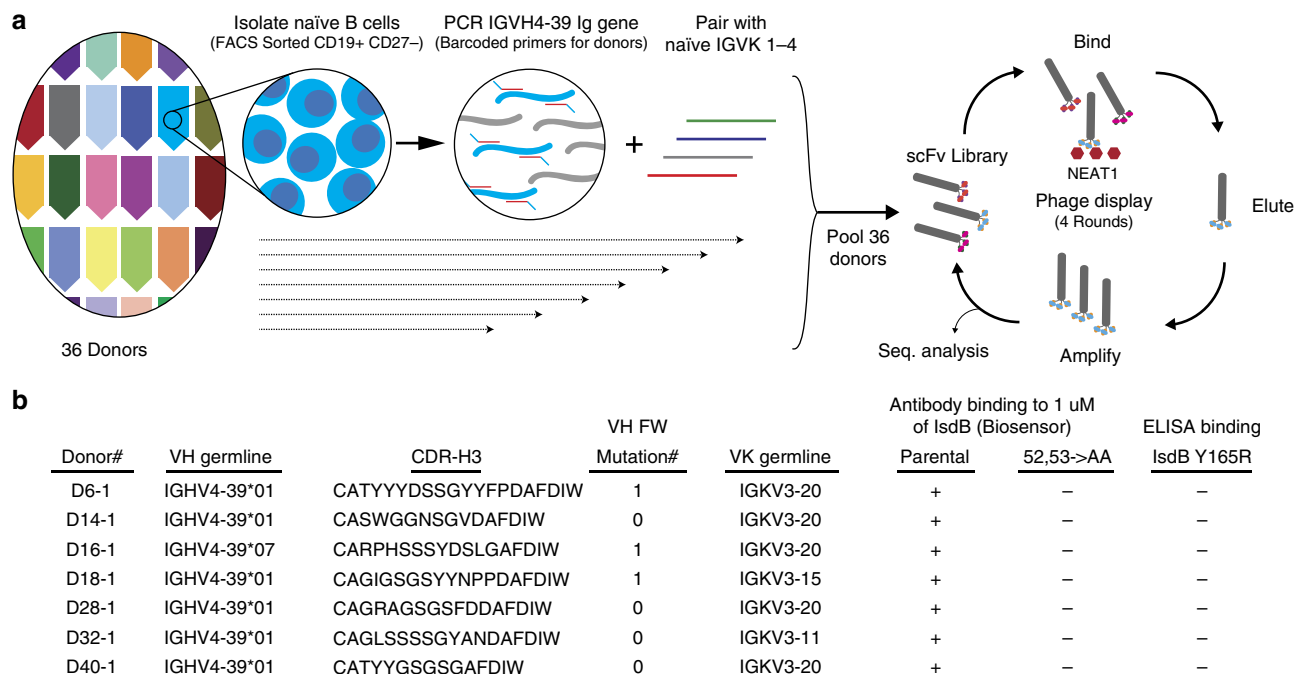 a
Isolate naïve B cells
(FACS Sorted CD19+ CD27–)
PCR IGVH4-39 Ig gene
(Barcoded primers for donors)
Pair with
naïve IGVK 1–4
+
36 Donors
Pool 36
donors
scFv Library
Bind
NEAT1
Phage display
(4 Rounds)
Elute
Amplify
Seq. analysis
b
Antibody binding to 1 uM
of IsdB (Biosensor)
VH FW
ELISA binding
Donor# VH germline CDR-H3 Mutation# VK germline Parental 52,53->AA IsdB Y165R
D6-1 IGHV4-39*01 CATYYYDSSGYYFPDAFDIW 1 IGKV3-20 + – –
D14-1 IGHV4-39*01 CASWGGNSGVDAFDIW 0 IGKV3-20 + – –
D16-1 IGHV4-39*07 CARPHSSSYDSLGAFDIW 1 IGKV3-20 + – –
D18-1 IGHV4-39*01 CAGIGSGSYYNPPDAFDIW 1 IGKV3-15 + – –
D28-1 IGHV4-39*01 CAGRAGSGSFDDAFDIW 0 IGKV3-20 + – –
D32-1 IGHV4-39*01 CAGLSSSSGYANDAFDIW 0 IGKV3-11 + – –
D40-1 IGHV4-39*01 CATYYGSGSGAFDIW 0 IGKV3-20 + – –